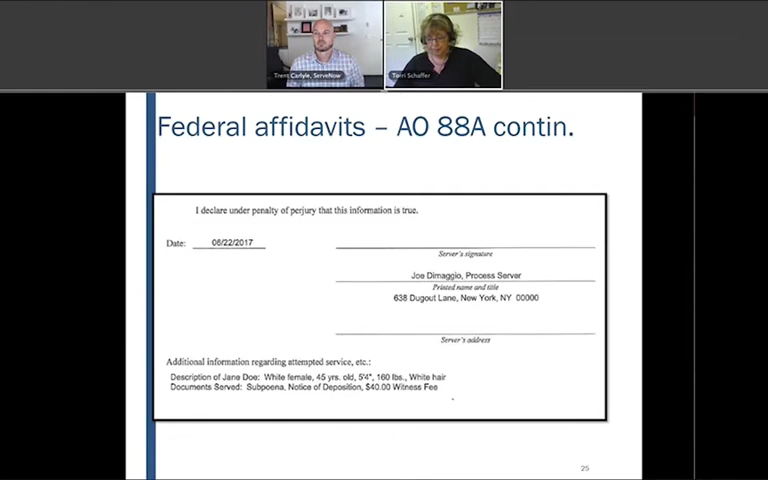 Trent Carlyle, ServeNow
Terri Schaffer
Federal affidavits – AO 88A contin.
I declare under penalty of perjury that this information is true.
Date: 06/22/2017
Server's signature
Joe Dimaggio, Process Server
Printed name and title
638 Dugout Lane, New York, NY 00000
Server's address
Additional information regarding attempted service, etc.:
Description of Jane Doe: White female, 45 yrs. old, 5'4", 160 lbs., White hair
Documents Served: Subpoena, Notice of Deposition, $40.00 Witness Fee
25